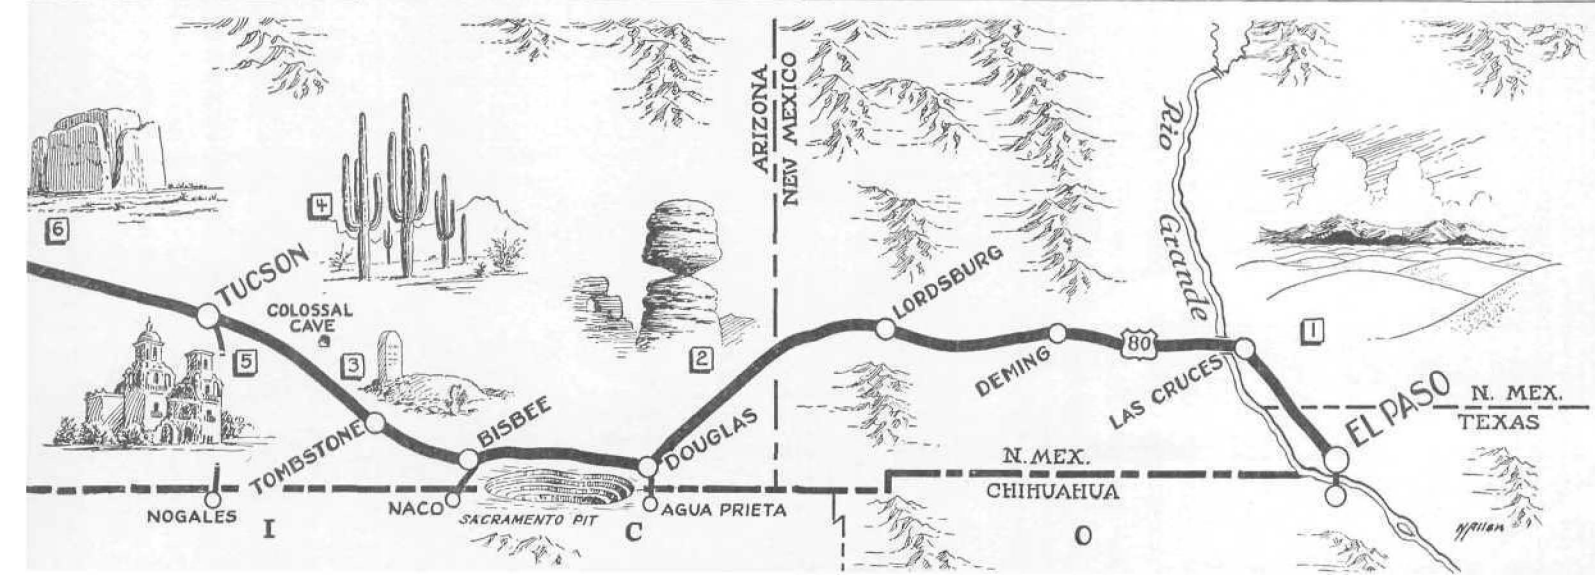 ARIZONA
NEW MEXICO
Rio Grande
6
4
TUCSON
COLOSSAL
CAVE
5
3
2
1
LORDSBURG
DEMING
80
LAS CRUCES
EL PASO
N. MEX.
TEXAS
TOMBSTONE
BISBEE
DOUGLAS
N. MEX.
CHIHUAHUA
NOGALES
NACO
SACRAMENTO PIT
AGUA PRIETA
I
C
O
N Allen